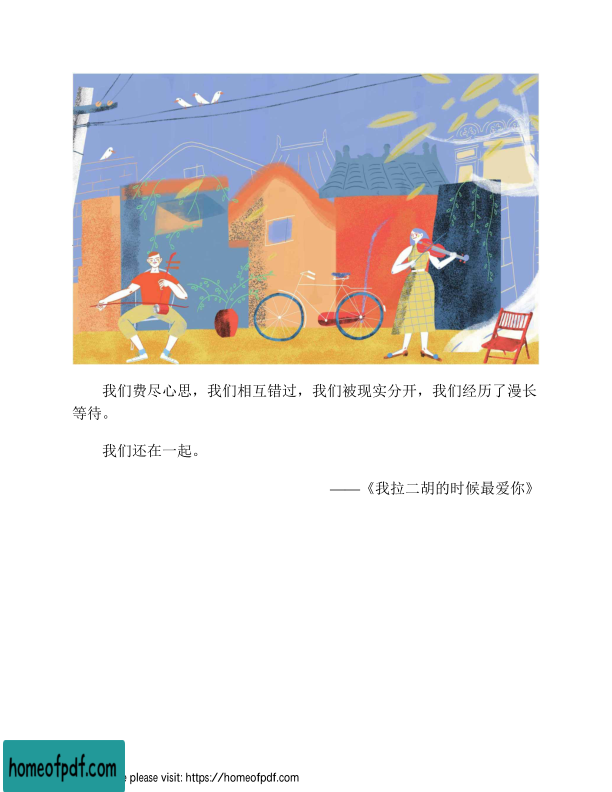 我们费尽心思，我们相互错过，我们被现实分开，我们经历了漫长
等待。
我们还在一起。
——《我拉二胡的时候最爱你》
homeofpdf.com
please visit: https://homeofpdf.com